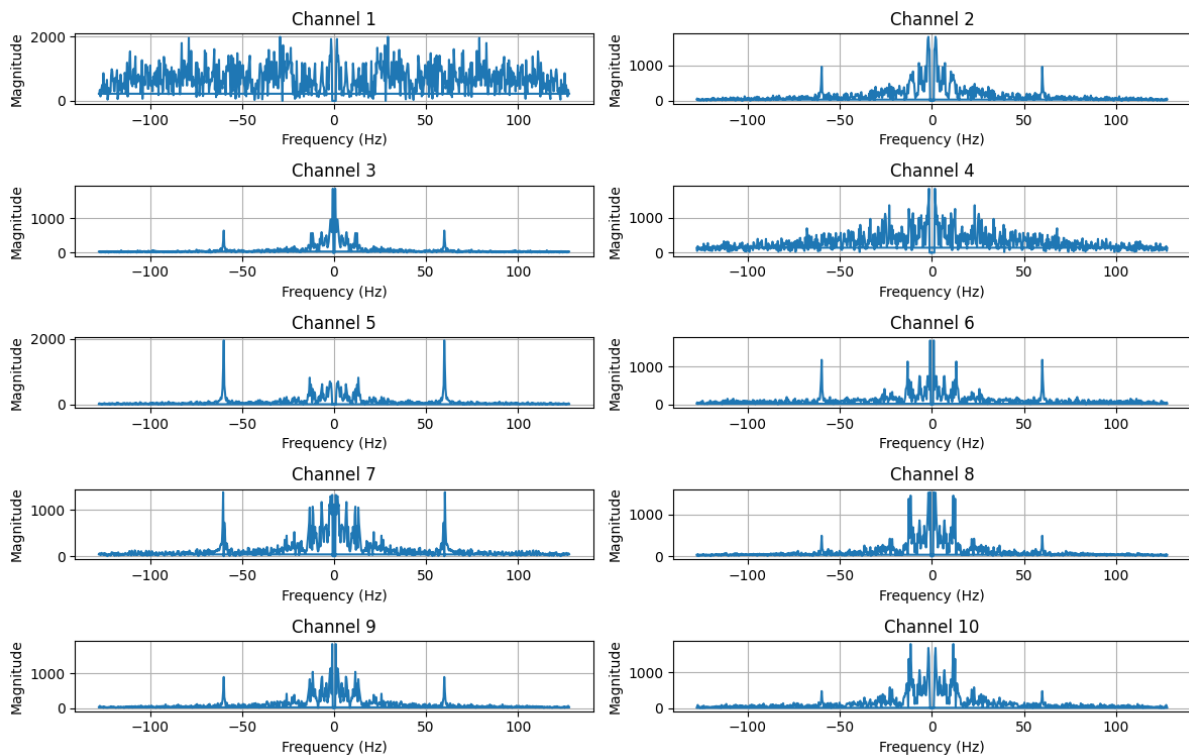 Channel 1
Magnitude
2000
1000
0
−100
−50
0
50
100
Frequency (Hz)
Channel 2
Magnitude
1000
0
−100
−50
0
50
100
Frequency (Hz)
Channel 3
Magnitude
1000
0
−100
−50
0
50
100
Frequency (Hz)
Channel 4
Magnitude
1000
0
−100
−50
0
50
100
Frequency (Hz)
Channel 5
Magnitude
2000
0
−100
−50
0
50
100
Frequency (Hz)
Channel 6
Magnitude
1000
0
−100
−50
0
50
100
Frequency (Hz)
Channel 7
Magnitude
1000
0
−100
−50
0
50
100
Frequency (Hz)
Channel 8
Magnitude
1000
0
−100
−50
0
50
100
Frequency (Hz)
Channel 9
Magnitude
1000
0
−100
−50
0
50
100
Frequency (Hz)
Channel 10
Magnitude
1000
0
−100
−50
0
50
100
Frequency (Hz)